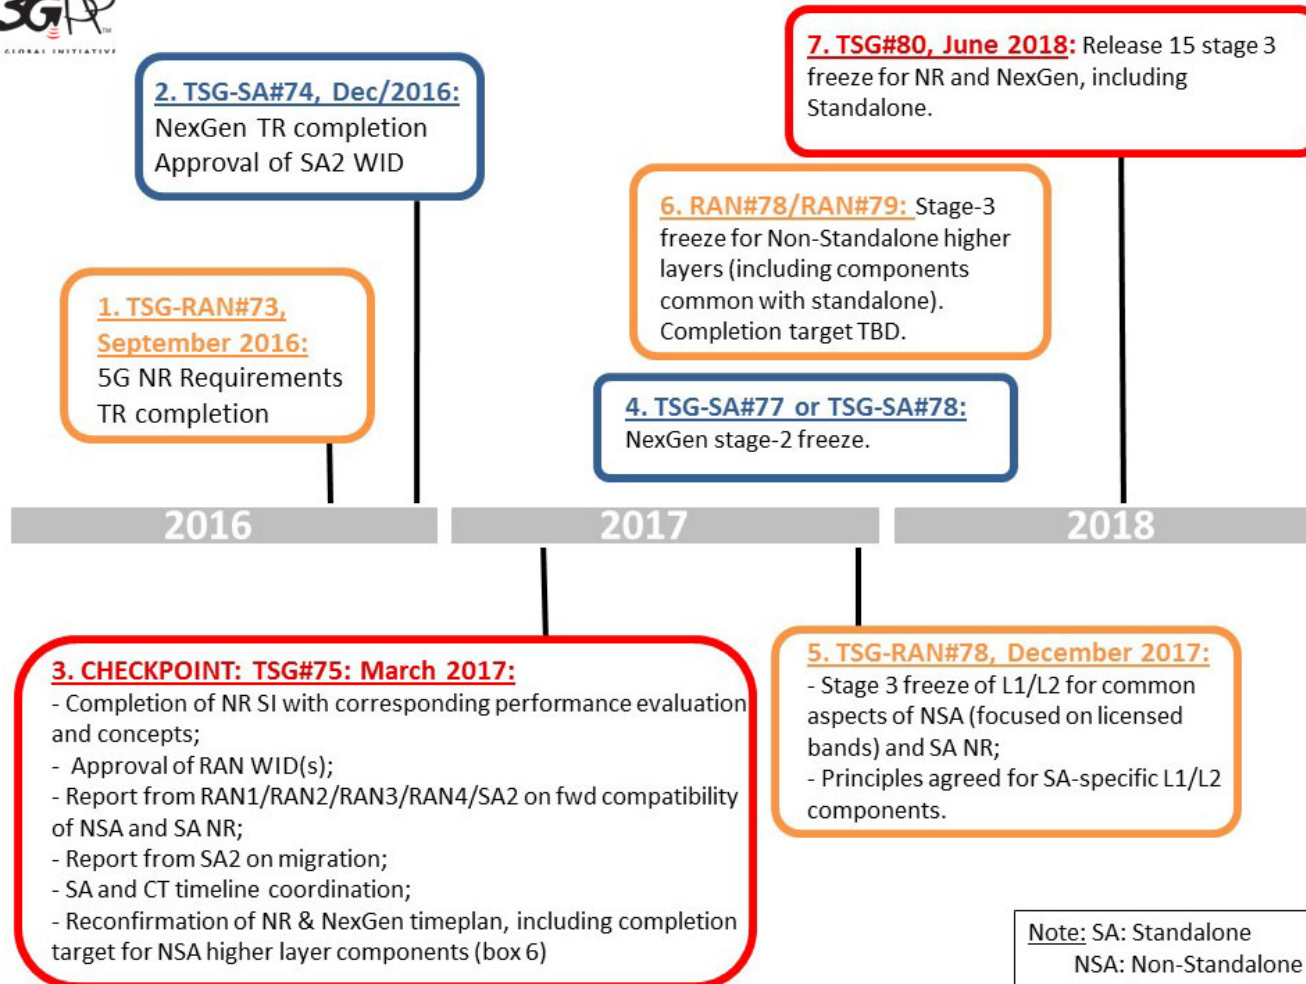 3GPP
TM
GLOBAL INITIATIVE
2. TSG-SA#74, Dec/2016:
NexGen TR completion
Approval of SA2 WID
7. TSG#80, June 2018: Release 15 stage 3
freeze for NR and NexGen, including
Standalone.
1. TSG-RAN#73,
September 2016:
5G NR Requirements
TR completion
6. RAN#78/RAN#79: Stage-3
freeze for Non-Standalone higher
layers (including components
common with standalone).
Completion target TBD.
4. TSG-SA#77 or TSG-SA#78:
NexGen stage-2 freeze.
2016
2017
2018
3. CHECKPOINT: TSG#75: March 2017:
- Completion of NR SI with corresponding performance evaluation
and concepts;
- Approval of RAN WID(s);
- Report from RAN1/RAN2/RAN3/RAN4/SA2 on fwd compatibility
of NSA and SA NR;
- Report from SA2 on migration;
- SA and CT timeline coordination;
- Reconfirmation of NR & NexGen timeplan, including completion
target for NSA higher layer components (box 6)
5. TSG-RAN#78, December 2017:
- Stage 3 freeze of L1/L2 for common
aspects of NSA (focused on licensed
bands) and SA NR;
- Principles agreed for SA-specific L1/L2
components.
Note: SA: Standalone
NSA: Non-Standalone